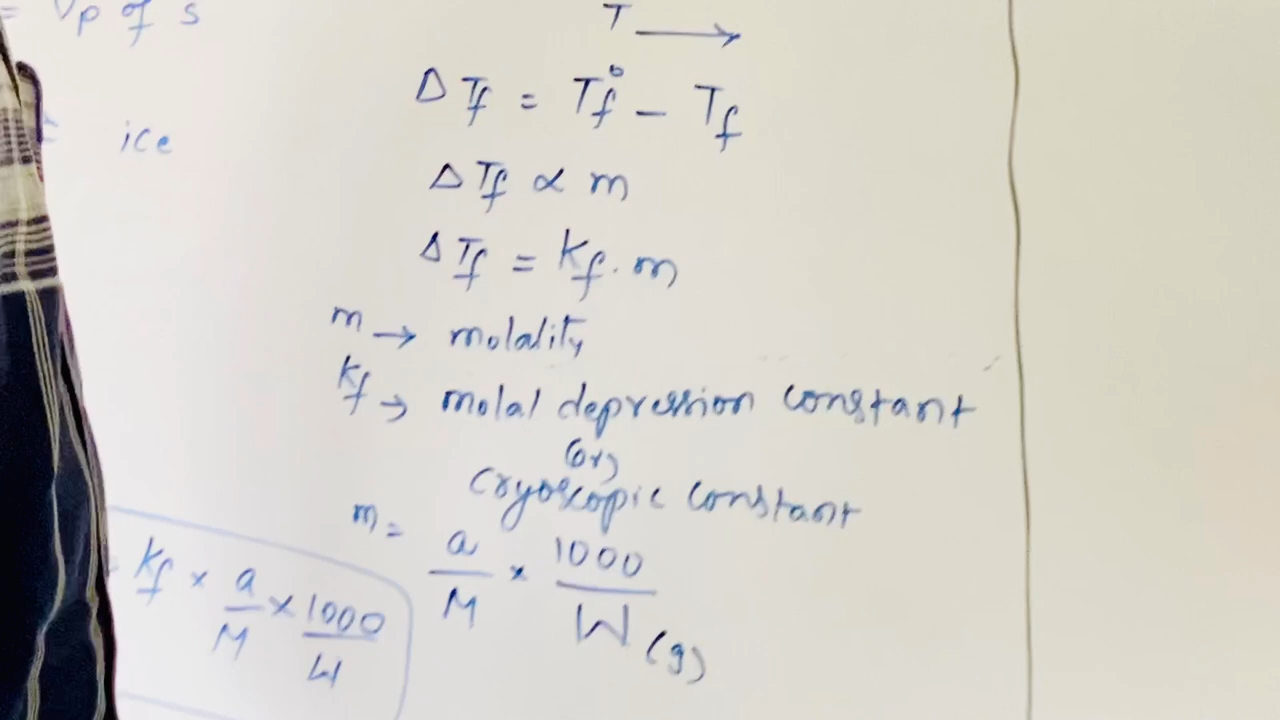 = Vp of s
T →
ΔTf = Tf° - Tf
= ice
ΔTf ∝ m
ΔTf = Kf . m
m → molality
Kf → molal depression constant
(or)
Cryoscopic constant
m = a/M × 1000/W(g)
= Kf × a/M × 1000/W